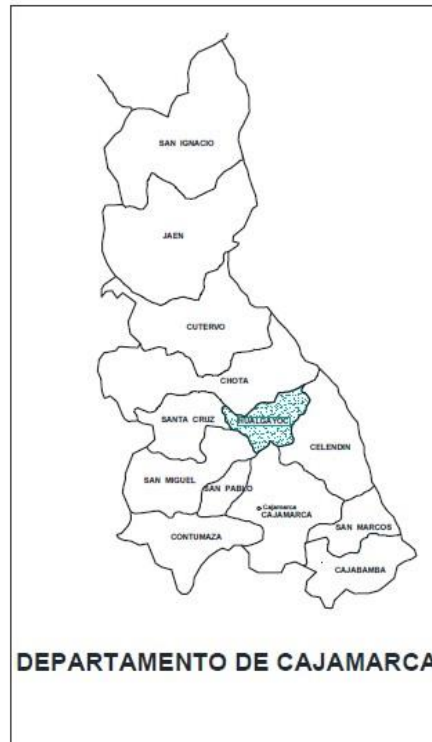 SAN IGNACIO
JAEN
CUTERVO
CHOTA
SANTA CRUZ
HUALGAYOC
CELENDIN
SAN MIGUEL
SAN PABLO
Cajamarca
CAJAMARCA
SAN MARCOS
CONTUMAZA
CAJABAMBA
DEPARTAMENTO DE CAJAMARCA